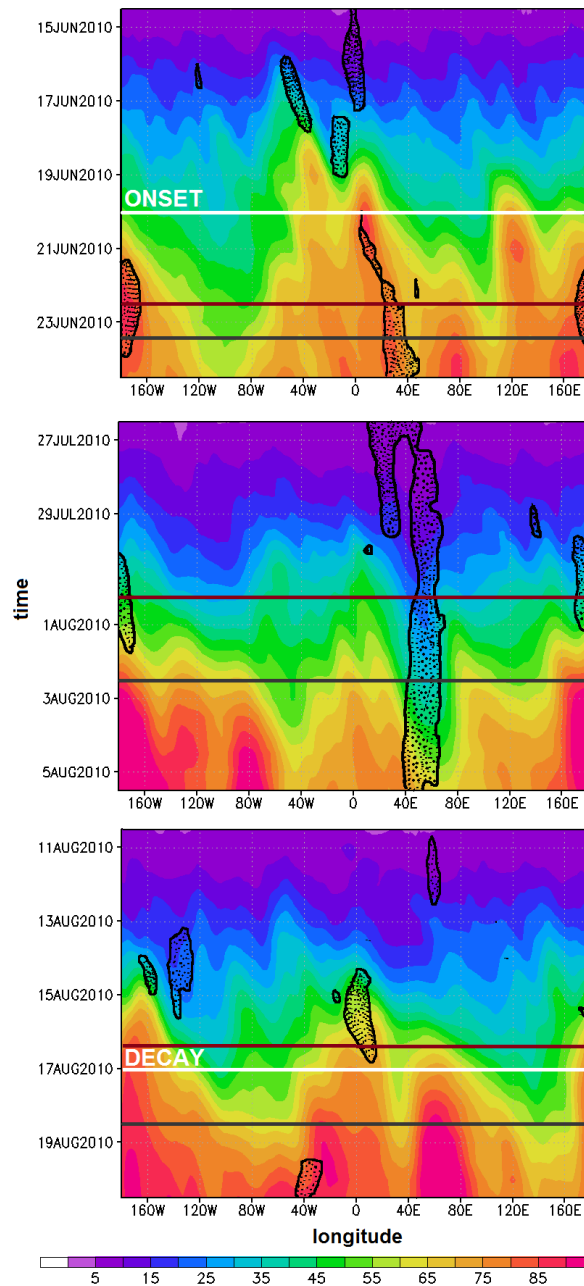 15JUN2010
17JUN2010
19JUN2010
ONSET
21JUN2010
23JUN2010
160W 120W 80W 40W 0 40E 80E 120E 160E
27JUL2010
29JUL2010
time
1AUG2010
3AUG2010
5AUG2010
160W 120W 80W 40W 0 40E 80E 120E 160E
11AUG2010
13AUG2010
15AUG2010
17AUG2010
DECAY
19AUG2010
160W 120W 80W 40W 0 40E 80E 120E 160E
longitude
5 15 25 35 45 55 65 75 85